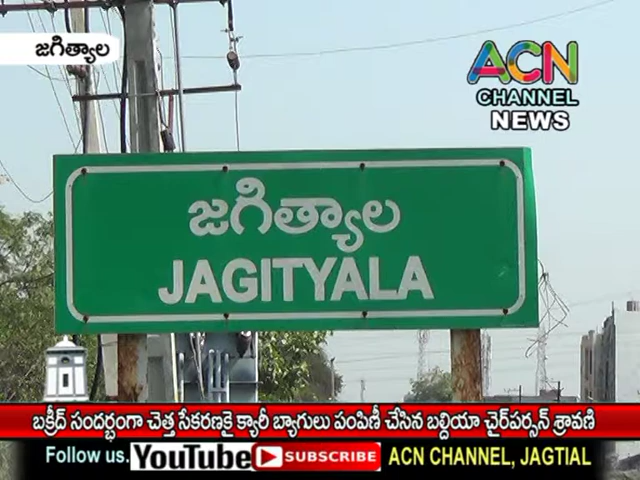 జగిత్యాల
ACN
CHANNEL
NEWS
జగిత్యాల
JAGITYALA
బక్రీద్ సందర్భంగా చెత్త సేకరణకై క్యారీ బ్యాగులు పంపిణీ చేసిన బల్దియా చైర్‌పర్సన్ శ్రావణి
Follow us. YouTube SUBSCRIBE ACN CHANNEL, JAGTIAL